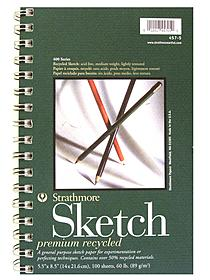 400 Series
457-5
Recycled Sketch: acid free, medium weight, lightly textured
Strathmore®
Sketch
premium recycled
A general purpose sketch paper for experimentation
or perfecting techniques. Contains over 50% recycled material.
5.5"x 8.5" (14x21.6cm), 100 sheets, 60 lb. (89 g/m²)